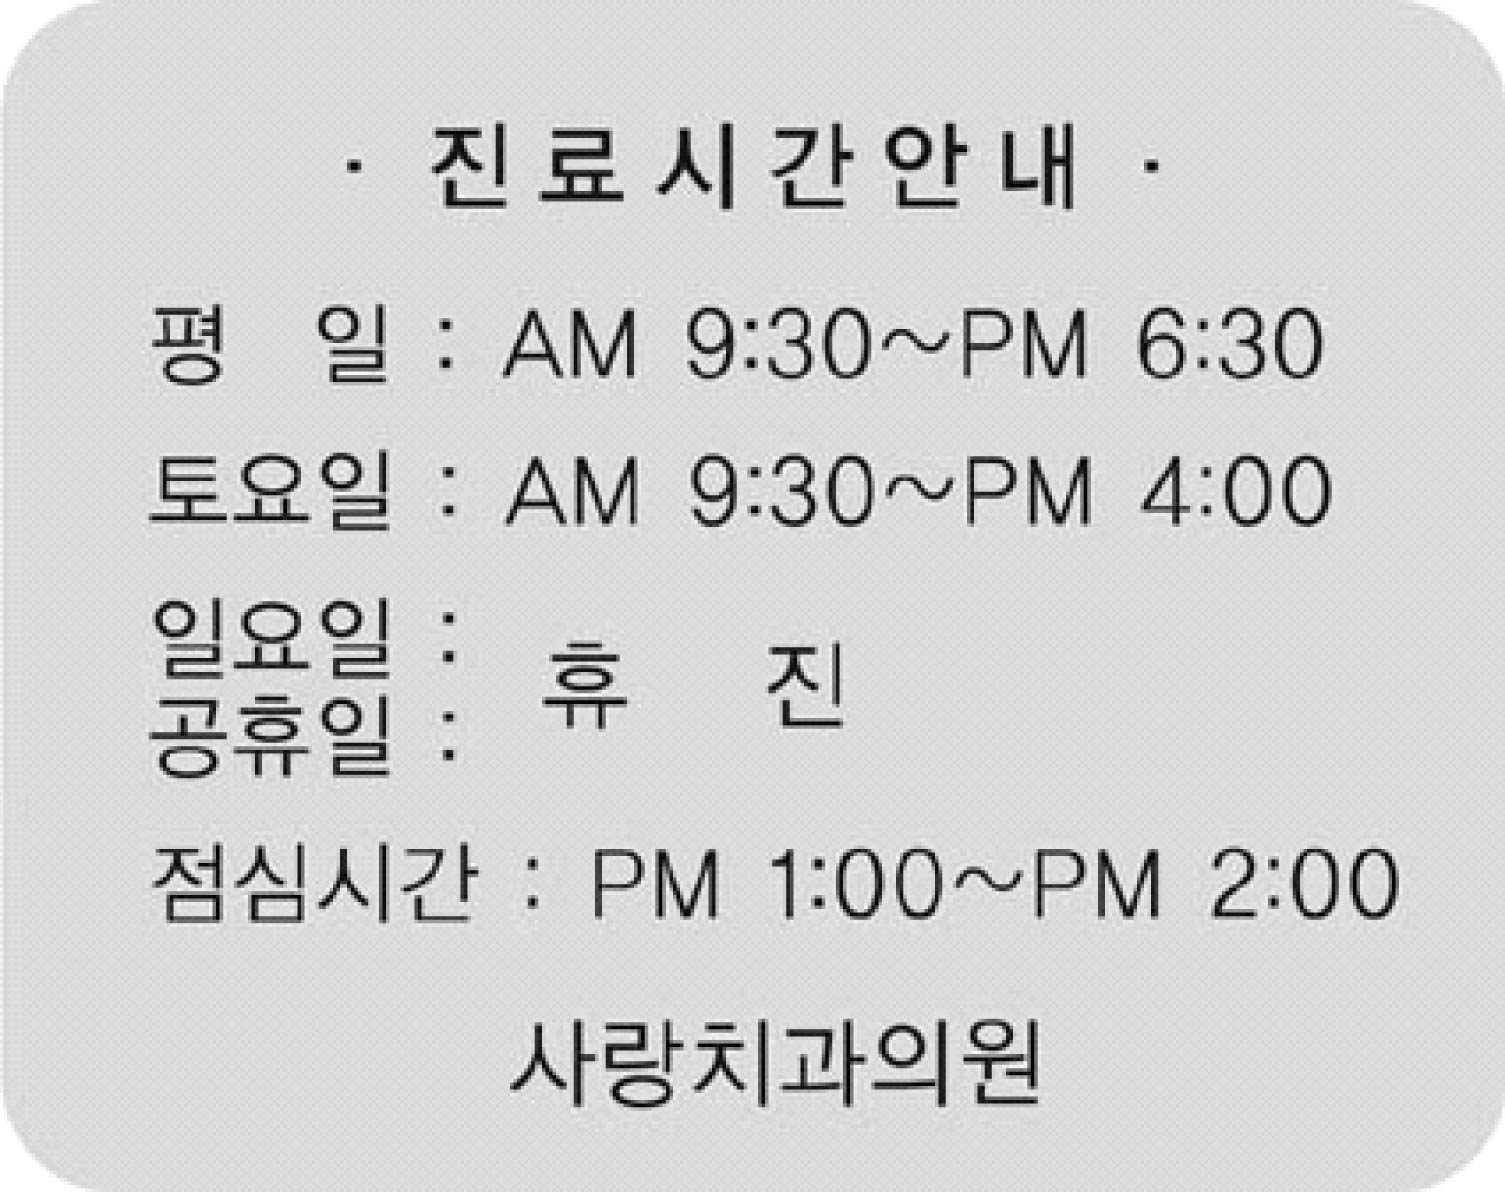 · 진료시간안내 ·
평 일 : AM 9:30~PM 6:30
토요일 : AM 9:30~PM 4:00
일요일 :
공휴일 :
휴 진
점심시간 : PM 1:00~PM 2:00
사랑치과의원